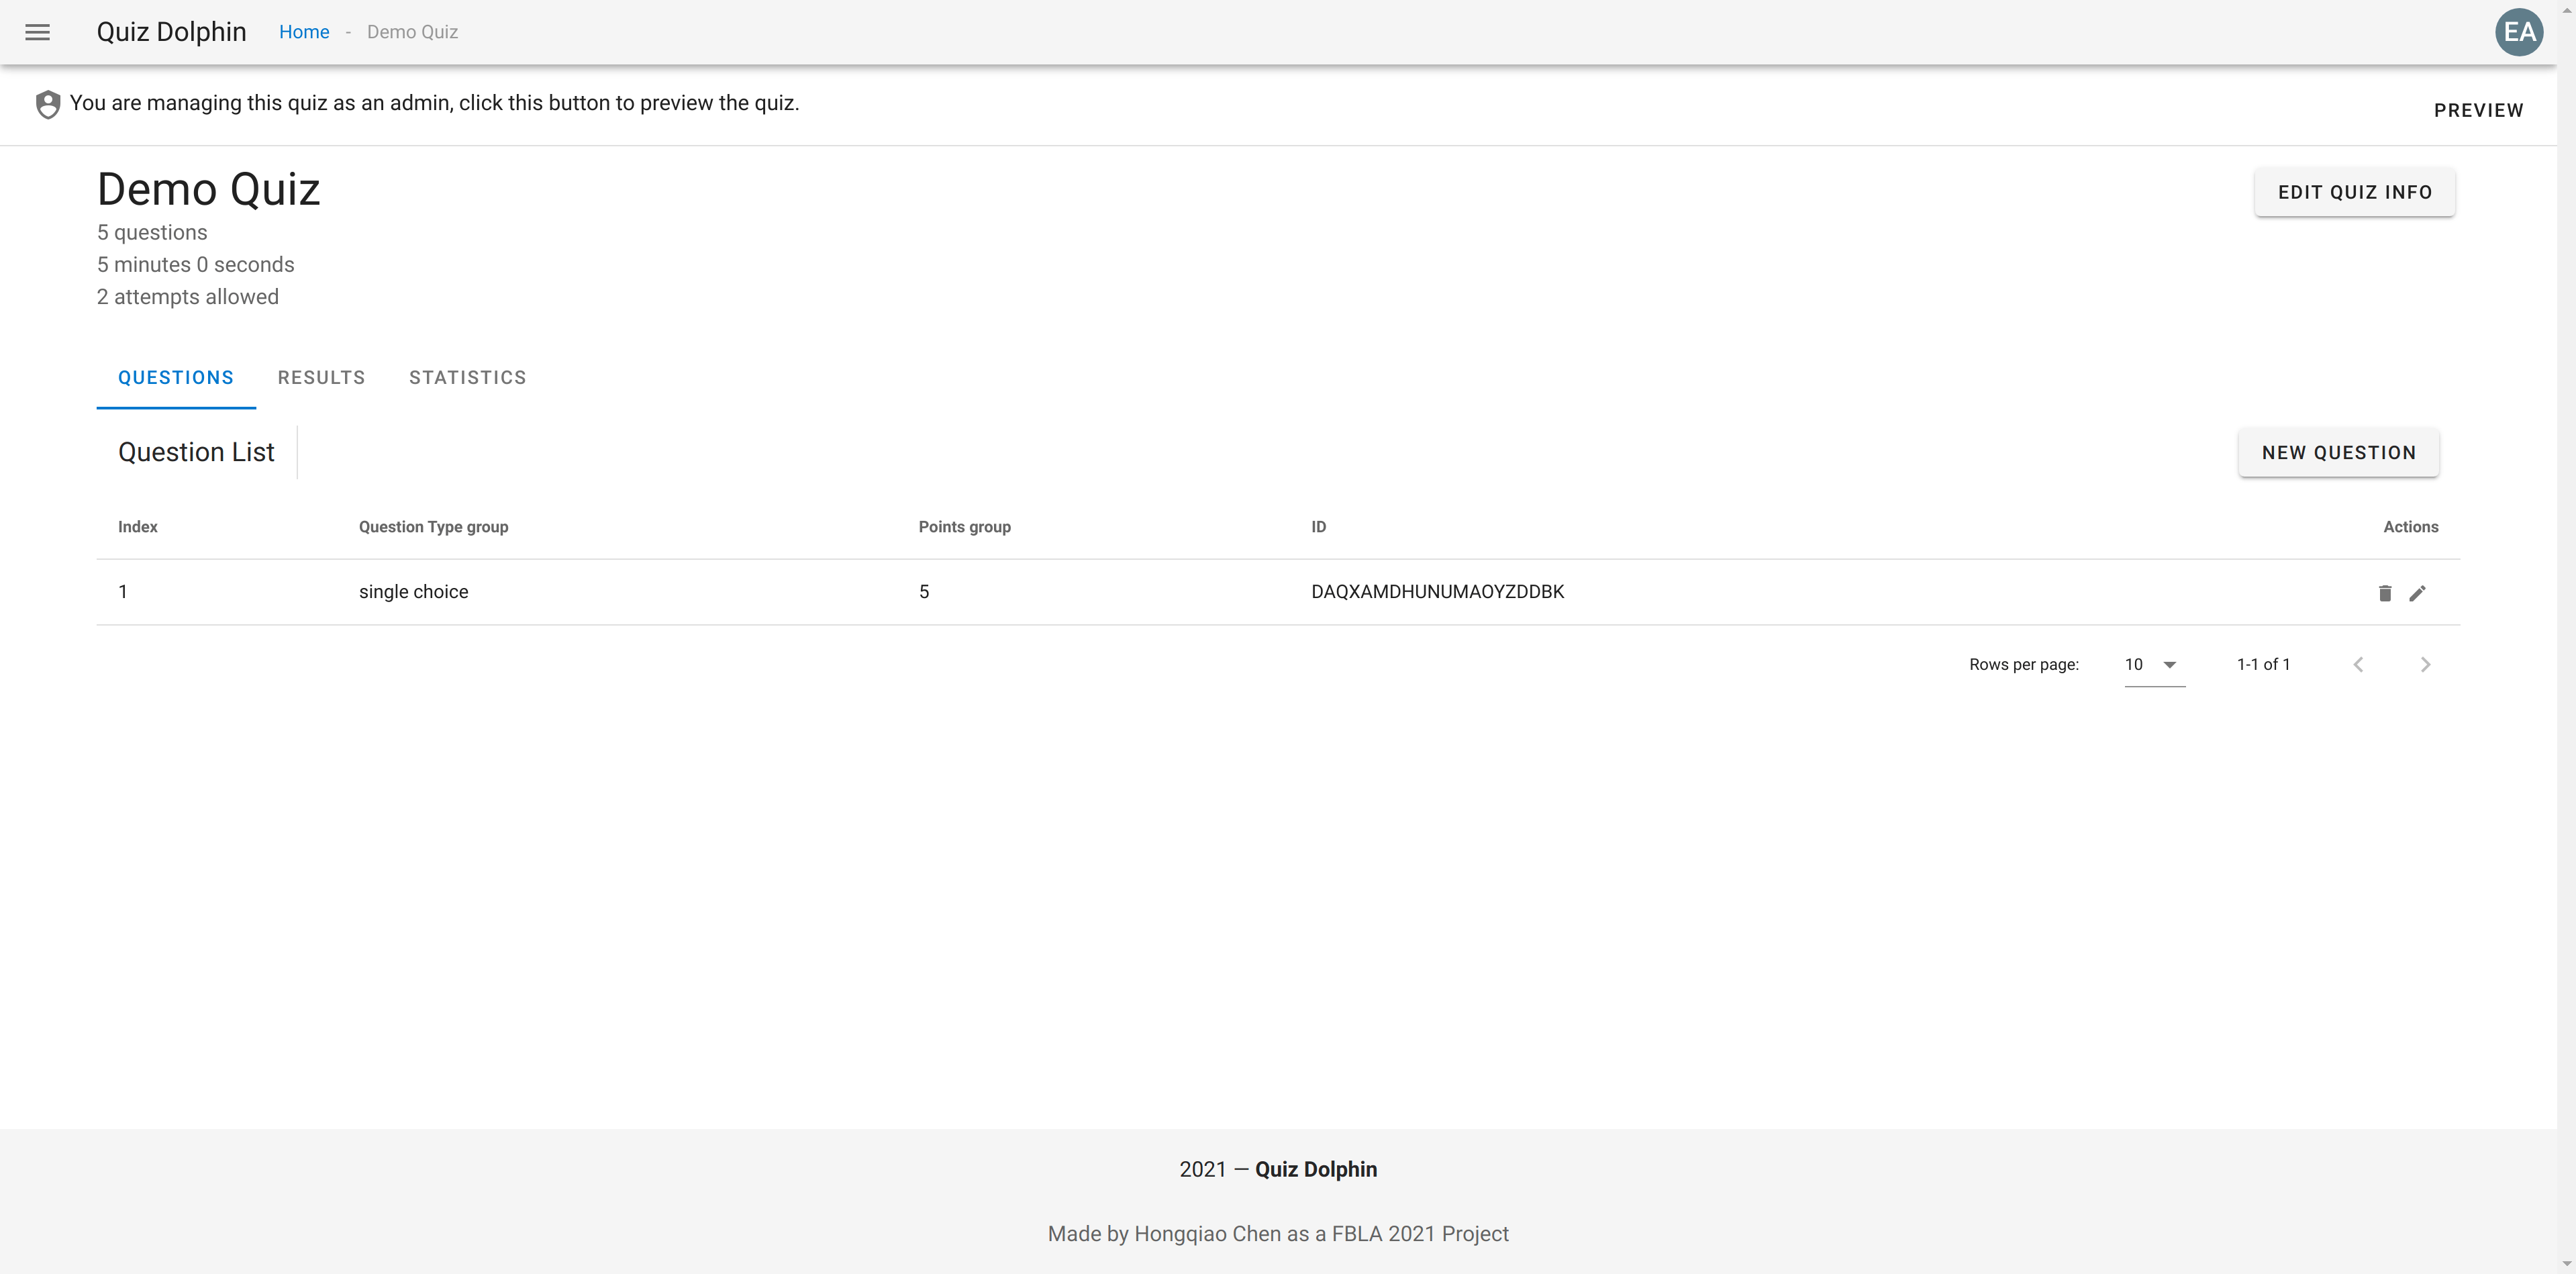 Quiz Dolphin Home - Demo Quiz EA
You are managing this quiz as an admin, click this button to preview the quiz. PREVIEW
Demo Quiz EDIT QUIZ INFO
5 questions
5 minutes 0 seconds
2 attempts allowed
QUESTIONS RESULTS STATISTICS
Question List NEW QUESTION
Index Question Type group Points group ID Actions
1 single choice 5 DAQXAMDHUNUMAOYZDDBK
Rows per page: 10 1-1 of 1
2021 — Quiz Dolphin
Made by Hongqiao Chen as a FBLA 2021 Project